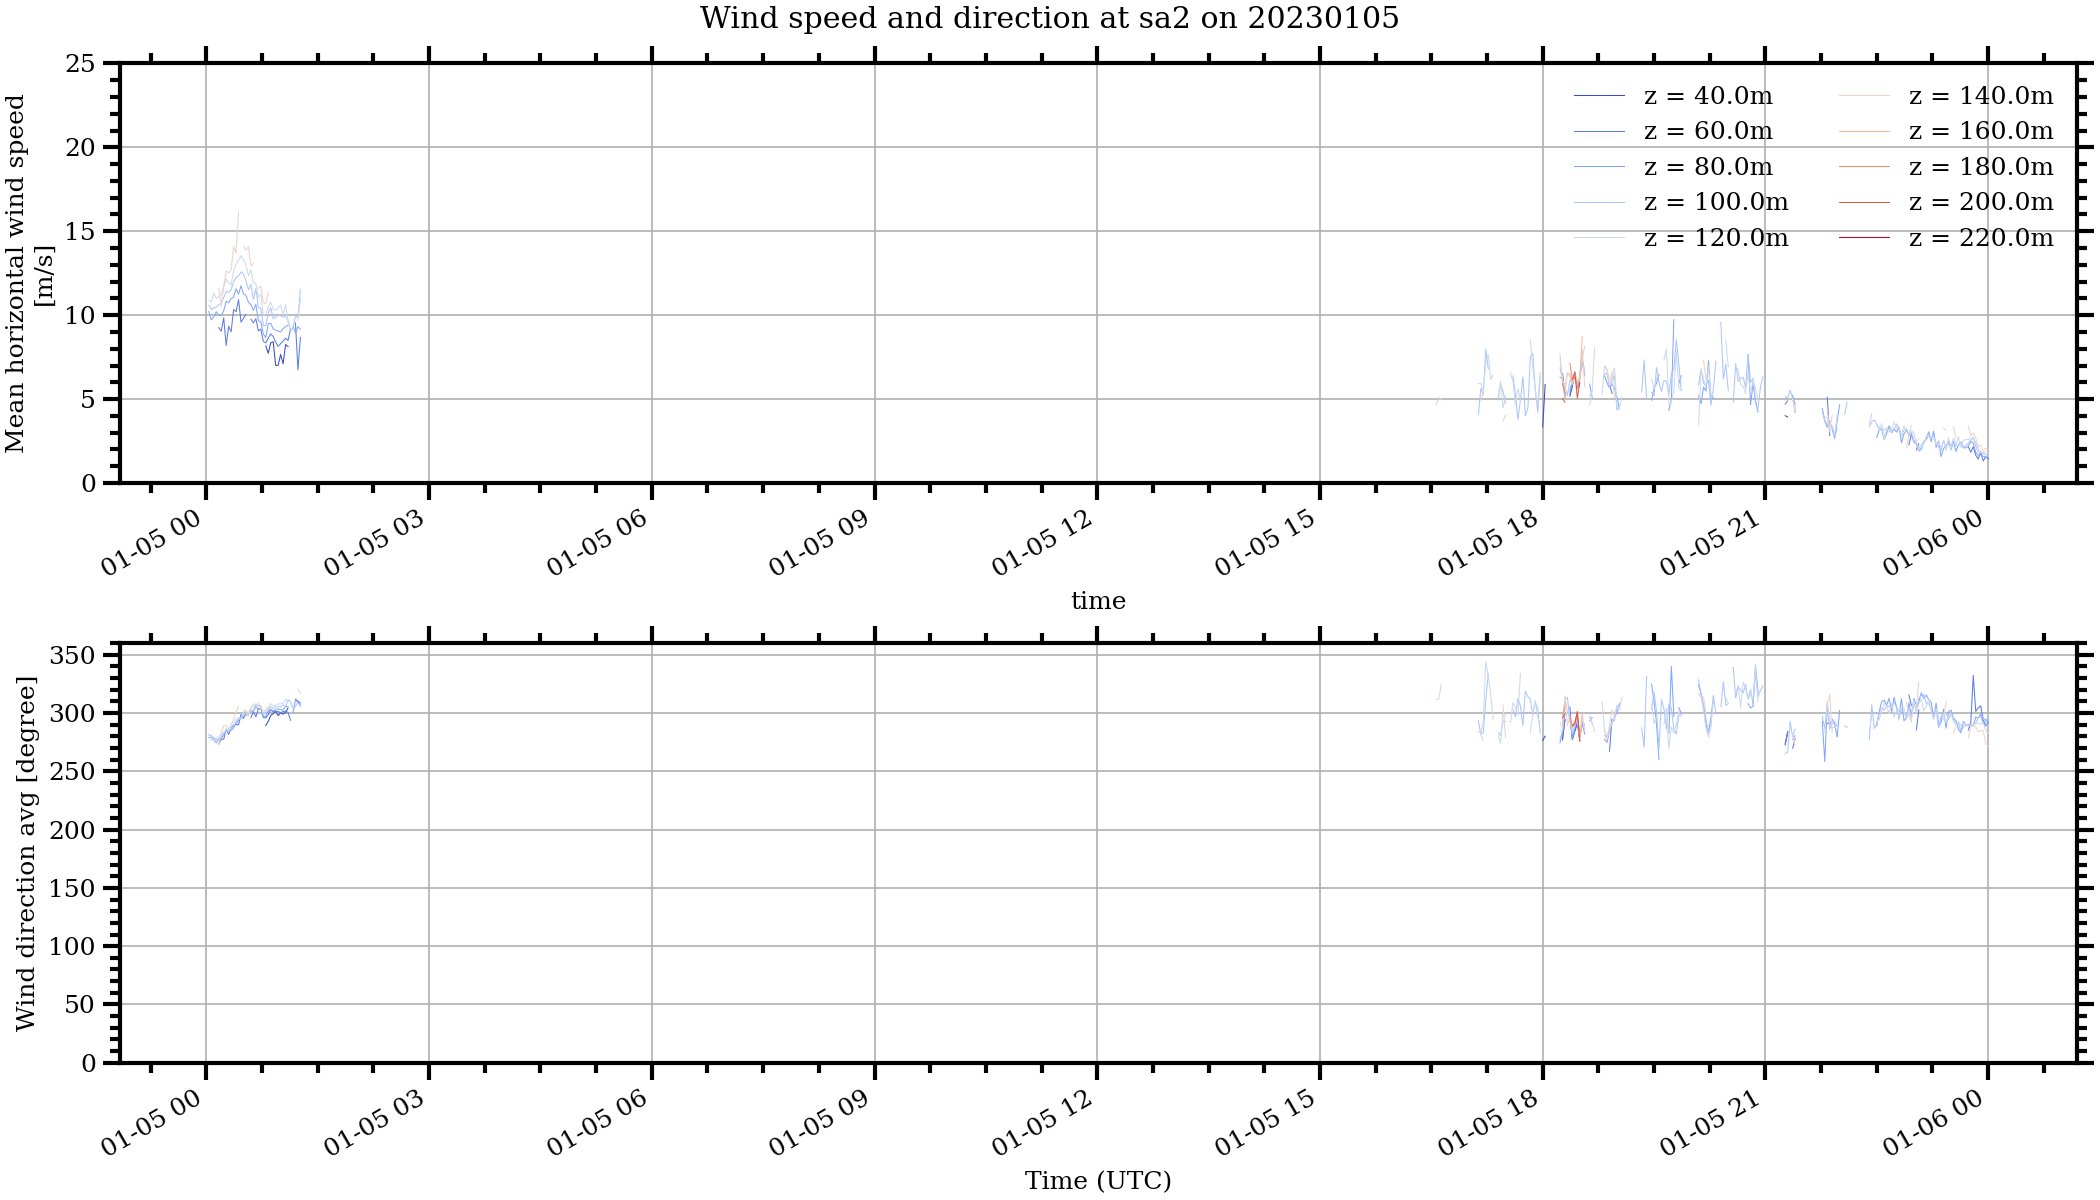 Wind speed and direction at sa2 on 20230105
Mean horizontal wind speed
[m/s]
25
20
15
10
5
0
z = 40.0m
z = 60.0m
z = 80.0m
z = 100.0m
z = 120.0m
z = 140.0m
z = 160.0m
z = 180.0m
z = 200.0m
z = 220.0m
01-05 00
01-05 03
01-05 06
01-05 09
01-05 12
01-05 15
01-05 18
01-05 21
01-06 00
time
Wind direction avg [degree]
350
300
250
200
150
100
50
0
01-05 00
01-05 03
01-05 06
01-05 09
01-05 12
01-05 15
01-05 18
01-05 21
01-06 00
Time (UTC)